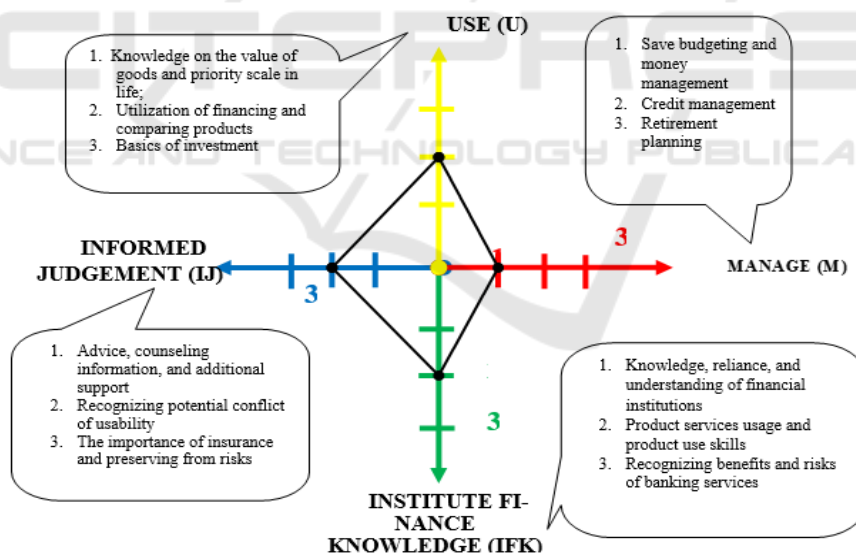 USE (U)
1. Knowledge on the value of
goods and priority scale in
life;
2. Utilization of financing and
comparing products
3. Basics of investment
1. Save budgeting and
money
management
2. Credit management
3. Retirement
planning
NCE AND TECHNOLOGY PUBLICA
INFORMED
JUDGEMENT (IJ)
3
1
3
MANAGE (M)
1. Advice, counseling
information, and additional
support
2. Recognizing potential conflict
of usability
3. The importance of insurance
and preserving from risks
3
1. Knowledge, reliance, and
understanding of financial
institutions
2. Product services usage and
product use skills
3. Recognizing benefits and risks
of banking services
INSTITUTE FI-
NANCE
KNOWLEDGE (IFK)